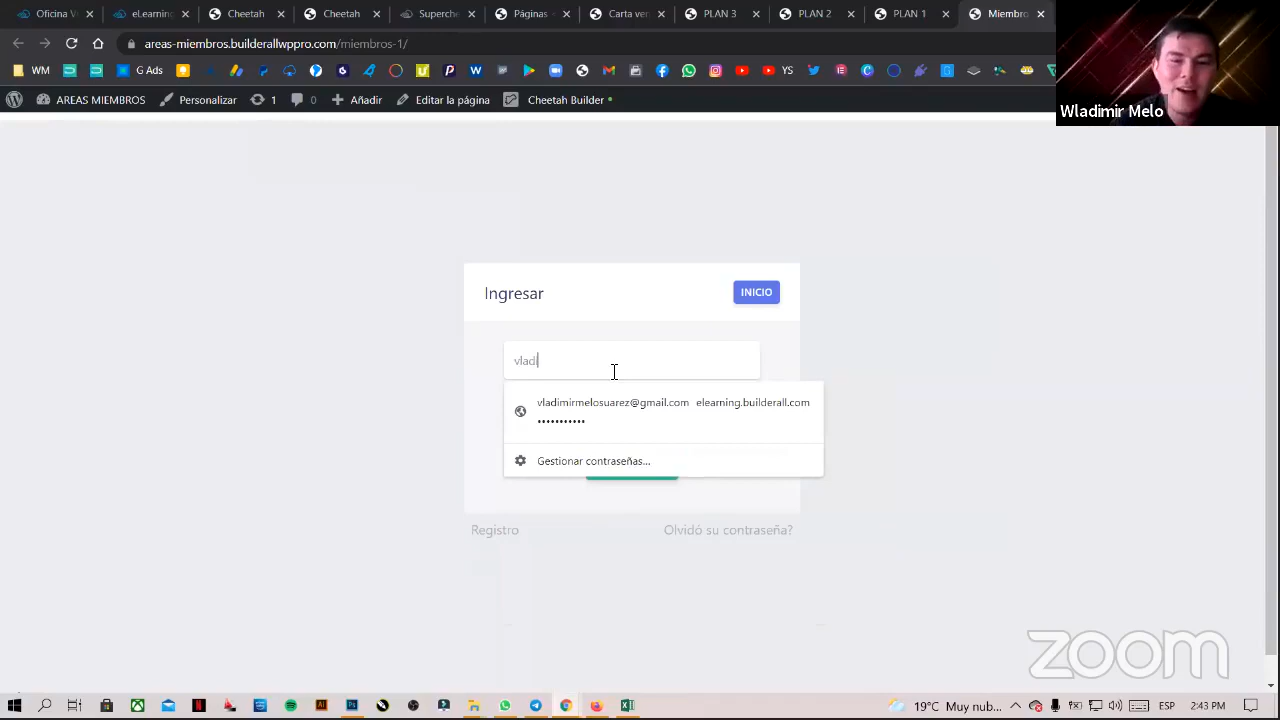 Oficina V
eLearning
Cheetah
Cheetah
Superche
Páginas
Carta ver
PLAN 3
PLAN 2
PLAN 1
Miembro
areas-miembros.builderallwppro.com/miembros-1/
WM
G Ads
YS
AREAS MIEMBROS
Personalizar
1
0
Añadir
Editar la página
Cheetah Builder
Wladimir Melo
Ingresar
INICIO
vladi
vladimirmelosuarez@gmail.com elearning.builderall.com
•••••••••••
Gestionar contraseñas...
Registro
Olvidó su contraseña?
zoom
19°C Muy nub...
ESP
2:43 PM